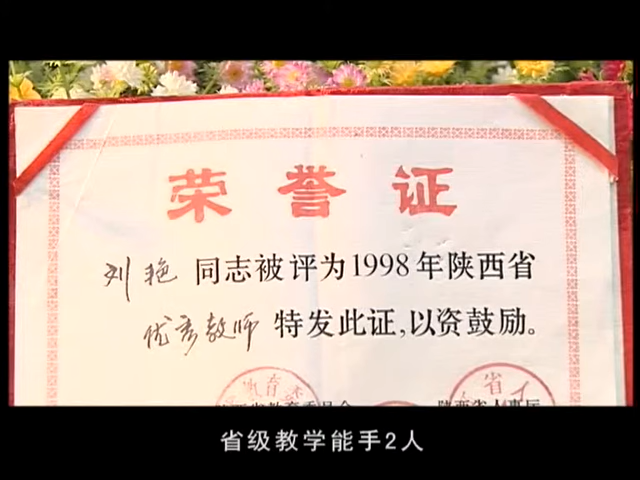 荣誉证
刘艳 同志被评为1998年陕西省
优秀教师 特发此证,以资鼓励。
省级教学能手2人